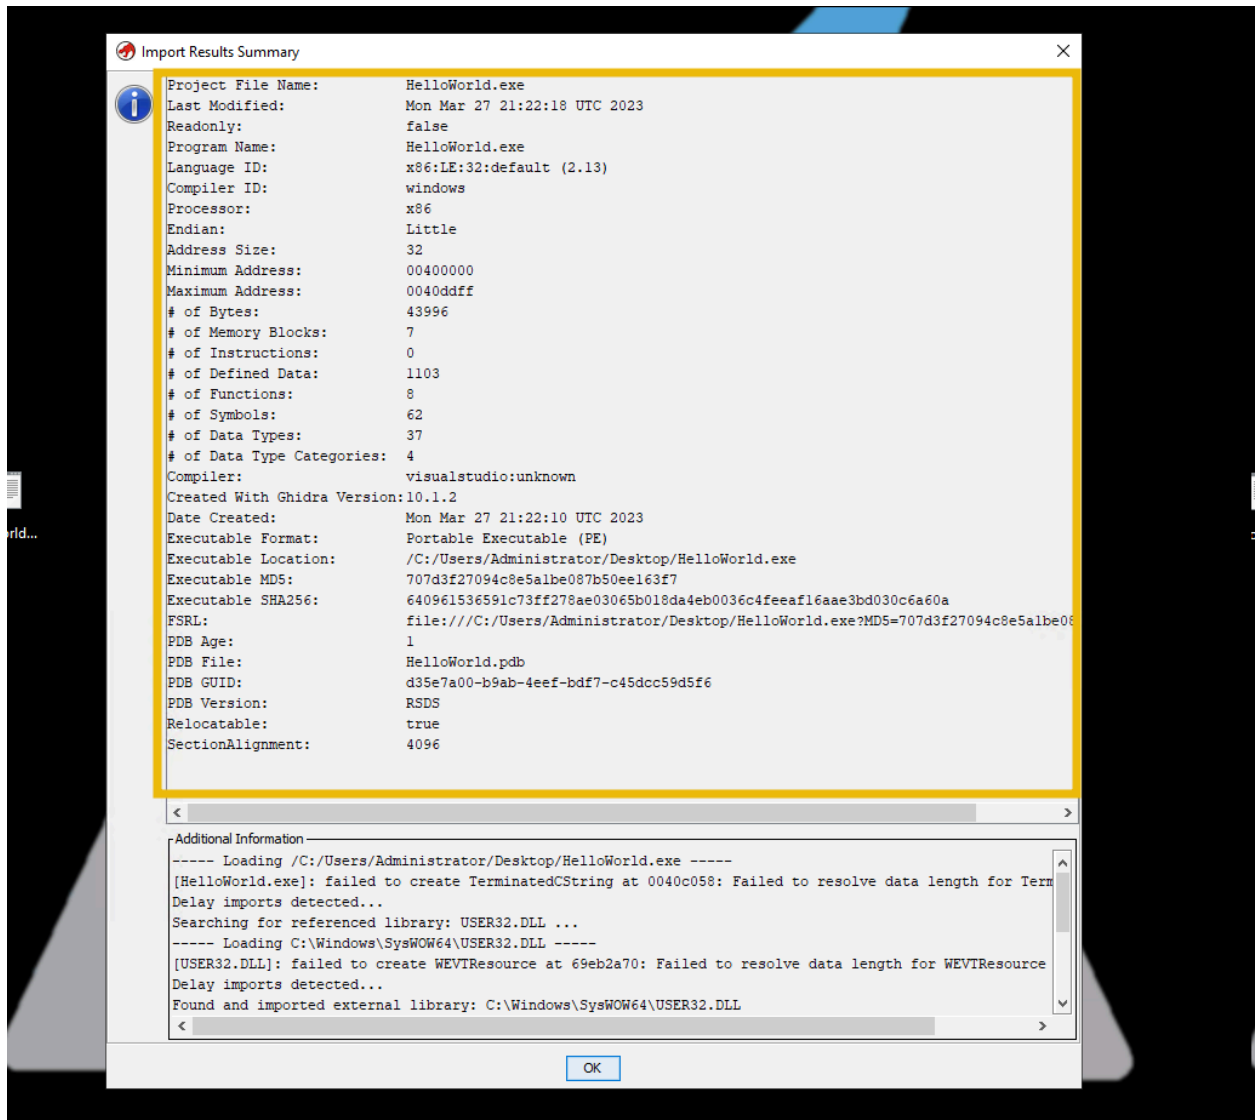 Import Results Summary
Project File Name: HelloWorld.exe
Last Modified: Mon Mar 27 21:22:18 UTC 2023
Readonly: false
Program Name: HelloWorld.exe
Language ID: x86:LE:32:default (2.13)
Compiler ID: windows
Processor: x86
Endian: Little
Address Size: 32
Minimum Address: 00400000
Maximum Address: 0040ddff
# of Bytes: 43996
# of Memory Blocks: 7
# of Instructions: 0
# of Defined Data: 1103
# of Functions: 8
# of Symbols: 62
# of Data Types: 37
# of Data Type Categories: 4
Compiler: visualstudio:unknown
Created With Ghidra Version: 10.1.2
Date Created: Mon Mar 27 21:22:10 UTC 2023
Executable Format: Portable Executable (PE)
Executable Location: /C:/Users/Administrator/Desktop/HelloWorld.exe
Executable MD5: 707d3f27094c8e5a1be087b50ee163f7
Executable SHA256: 640961536591c73ff278ae03065b018da4eb0036c4feeaf16aae3bd030c6a60a
FSRL: file:///C:/Users/Administrator/Desktop/HelloWorld.exe?MD5=707d3f27094c8e5a1be08
PDB Age: 1
PDB File: HelloWorld.pdb
PDB GUID: d35e7a00-b9ab-4eef-bdf7-c45dcc59d5f6
PDB Version: RSDS
Relocatable: true
SectionAlignment: 4096
orld...
Additional Information
----- Loading /C:/Users/Administrator/Desktop/HelloWorld.exe -----
[HelloWorld.exe]: failed to create TerminatedCString at 0040c058: Failed to resolve data length for Term
Delay imports detected...
Searching for referenced library: USER32.DLL ...
----- Loading C:\Windows\SysWOW64\USER32.DLL -----
[USER32.DLL]: failed to create WEVTResource at 69eb2a70: Failed to resolve data length for WEVTResource
Delay imports detected...
Found and imported external library: C:\Windows\SysWOW64\USER32.DLL
OK